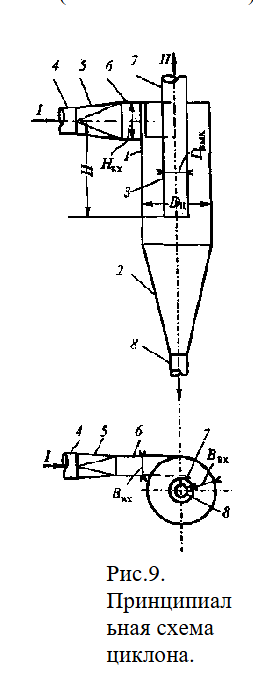 II
4 5 6 7
I
Hвх
1
Dвых
3
H
Dц
2
8
4 5 6 7
I
Bвх
Bвх
8
Рис.9.
Принципиал
ьная схема
циклона.